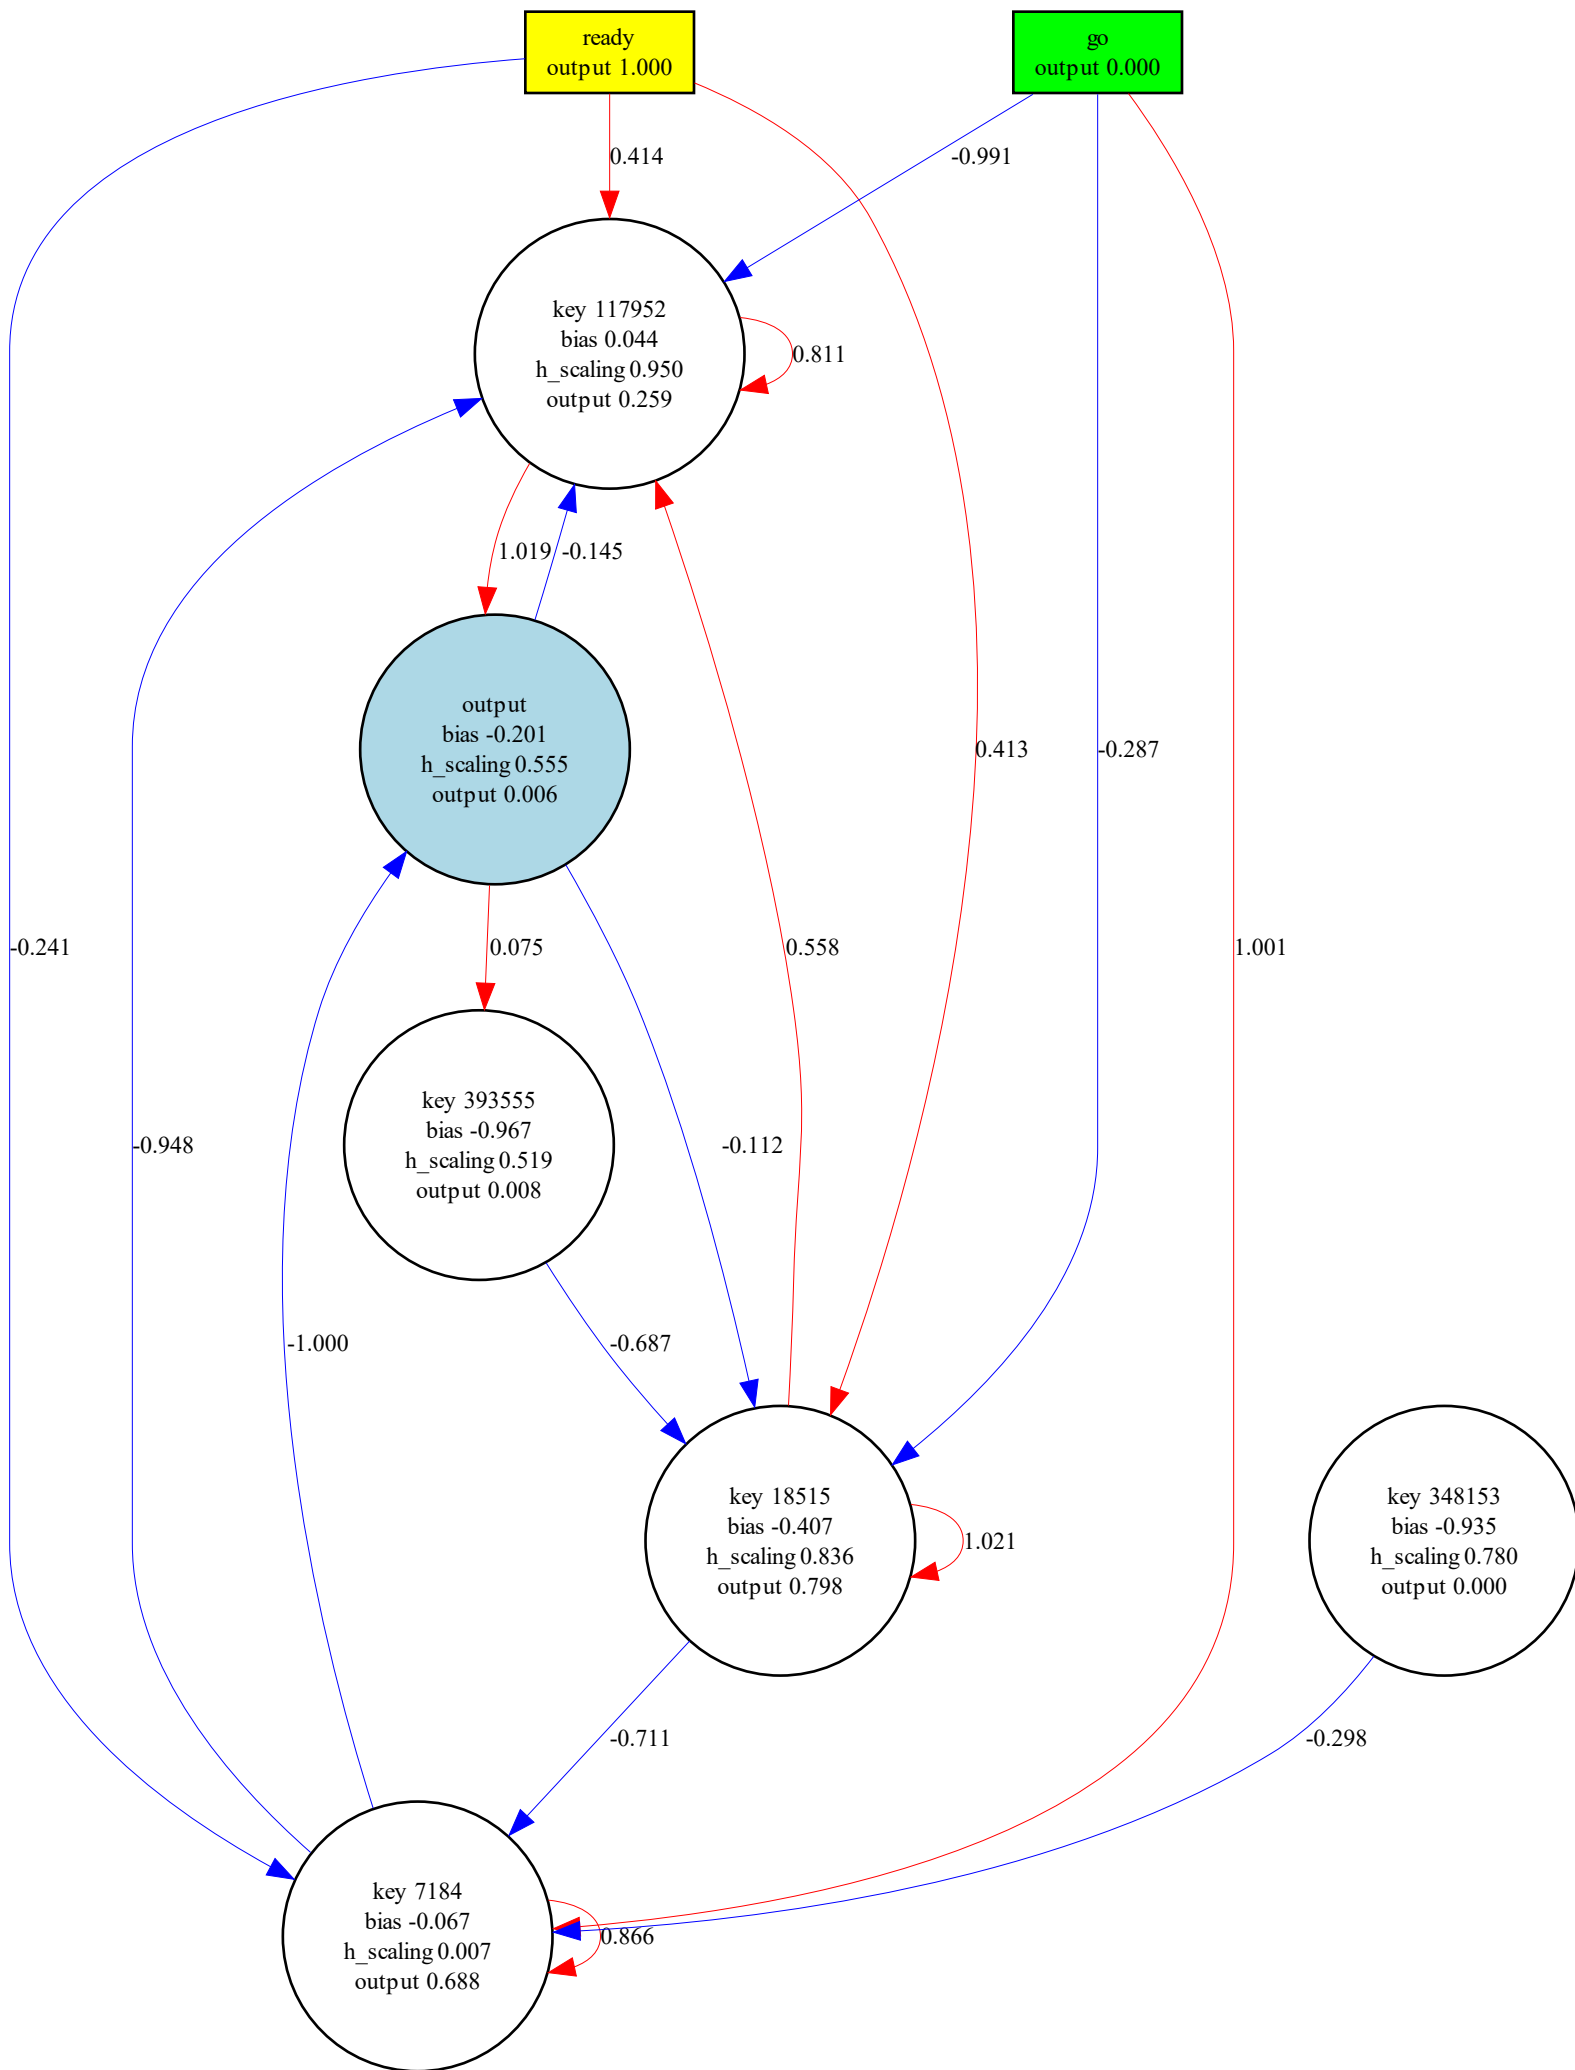 ready
output 1.000
go
output 0.000
0.414
-0.991
key 117952
bias 0.044
h_scaling 0.950
output 0.259
0.811
1.019
-0.145
output
bias -0.201
h_scaling 0.555
output 0.006
0.413
-0.287
-0.241
0.075
0.558
1.001
key 393555
bias -0.967
h_scaling 0.519
output 0.008
-0.948
-0.112
-1.000
-0.687
key 18515
bias -0.407
h_scaling 0.836
output 0.798
1.021
key 348153
bias -0.935
h_scaling 0.780
output 0.000
-0.711
-0.298
key 7184
bias -0.067
h_scaling 0.007
output 0.688
0.866